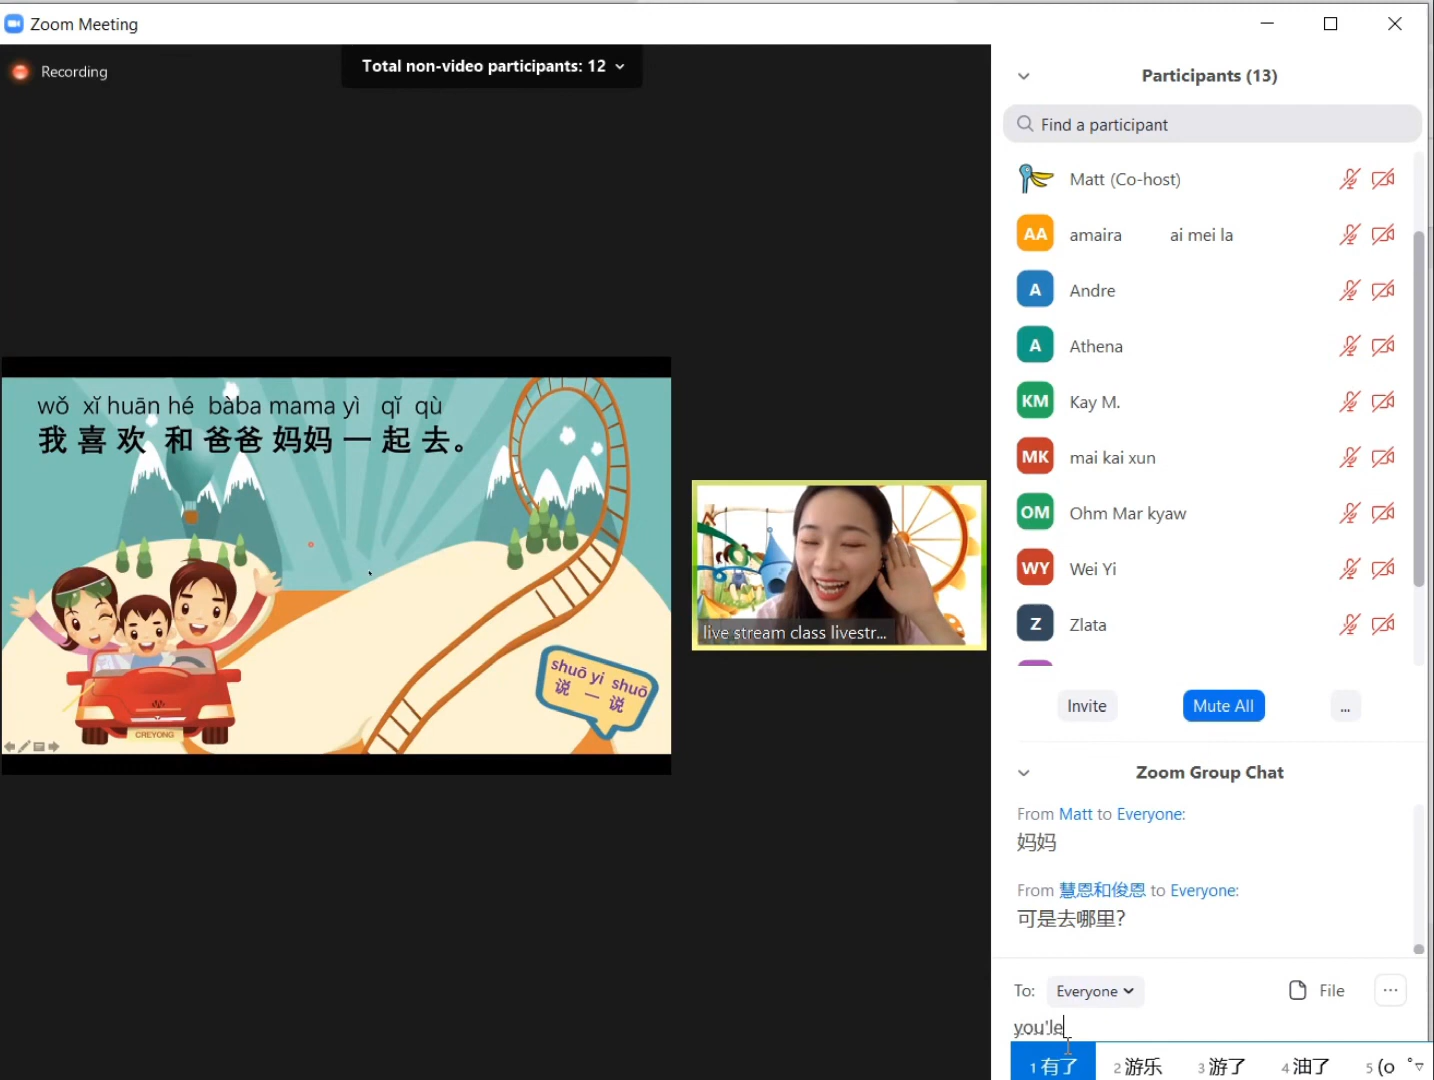 Zoom Meeting
Recording
Total non-video participants: 12
wǒ xǐ huān hé bàba mama yì qǐ qù
我喜欢和爸爸妈妈一起去。
CREYONG
shuō yi shuō
说一说
live stream class livestr...
Participants (13)
Find a participant
Matt (Co-host)
AA amaira ai mei la
A Andre
A Athena
KM Kay M.
MK mai kai xun
OM Ohm Mar kyaw
WY Wei Yi
Z Zlata
Invite Mute All ...
Zoom Group Chat
From Matt to Everyone:
妈妈
From 慧恩和俊恩 to Everyone:
可是去哪里?
To: Everyone File ...
you'le
1 有了 2 游乐 3 游了 4 油了 5 (o ﾟ▽